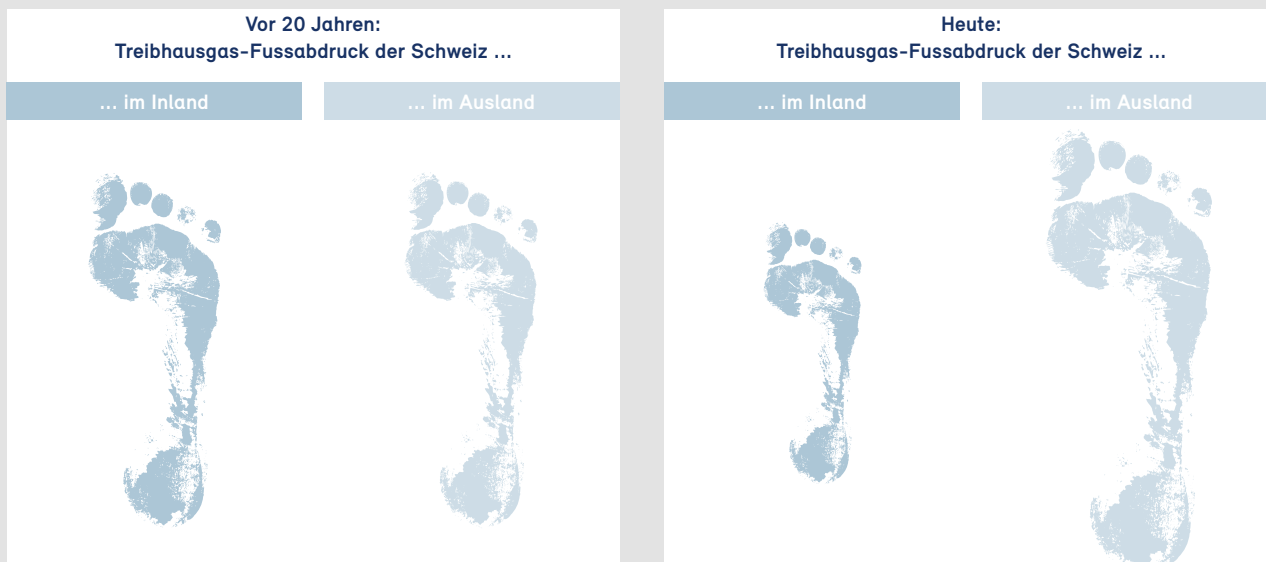 Vor 20 Jahren:
Treibhausgas-Fussabdruck der Schweiz ...
... im Inland
... im Ausland
Heute:
Treibhausgas-Fussabdruck der Schweiz ...
... im Inland
... im Ausland